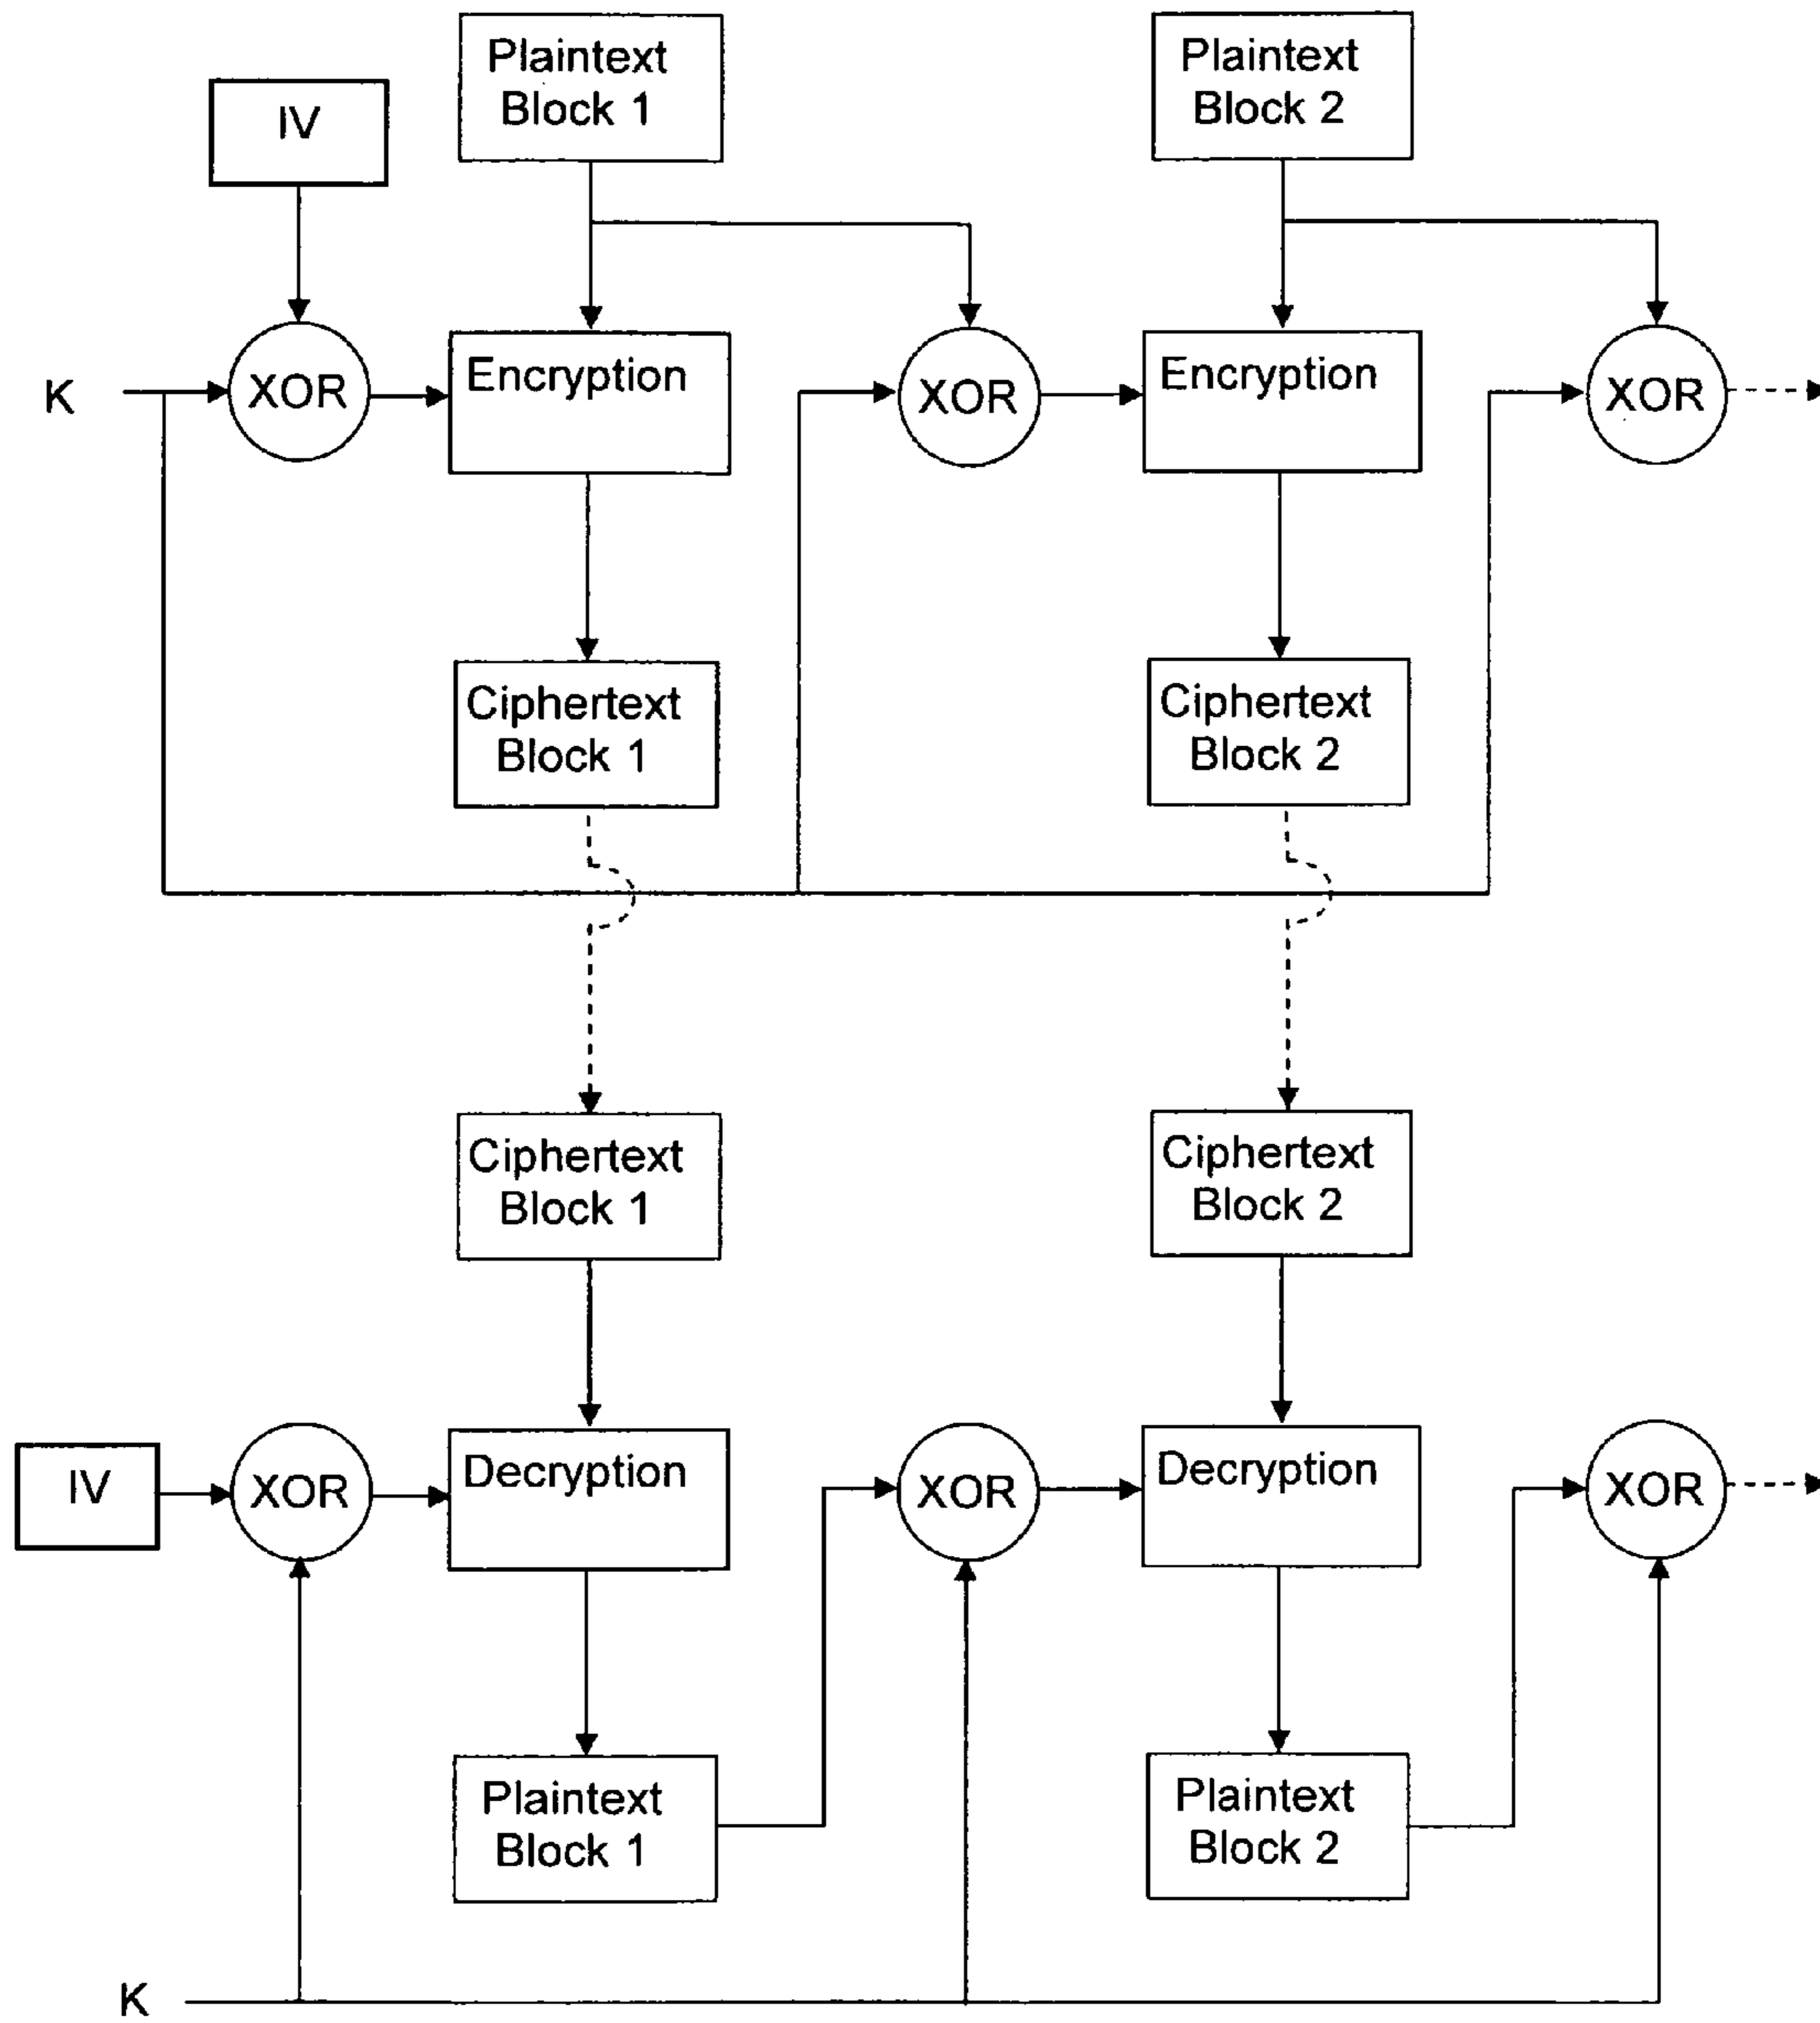 Plaintext
Block 1
Plaintext
Block 2
IV
K
XOR
Encryption
XOR
Encryption
XOR
Ciphertext
Block 1
Ciphertext
Block 2
Ciphertext
Block 1
Ciphertext
Block 2
IV
XOR
Decryption
XOR
Decryption
XOR
Plaintext
Block 1
Plaintext
Block 2
K